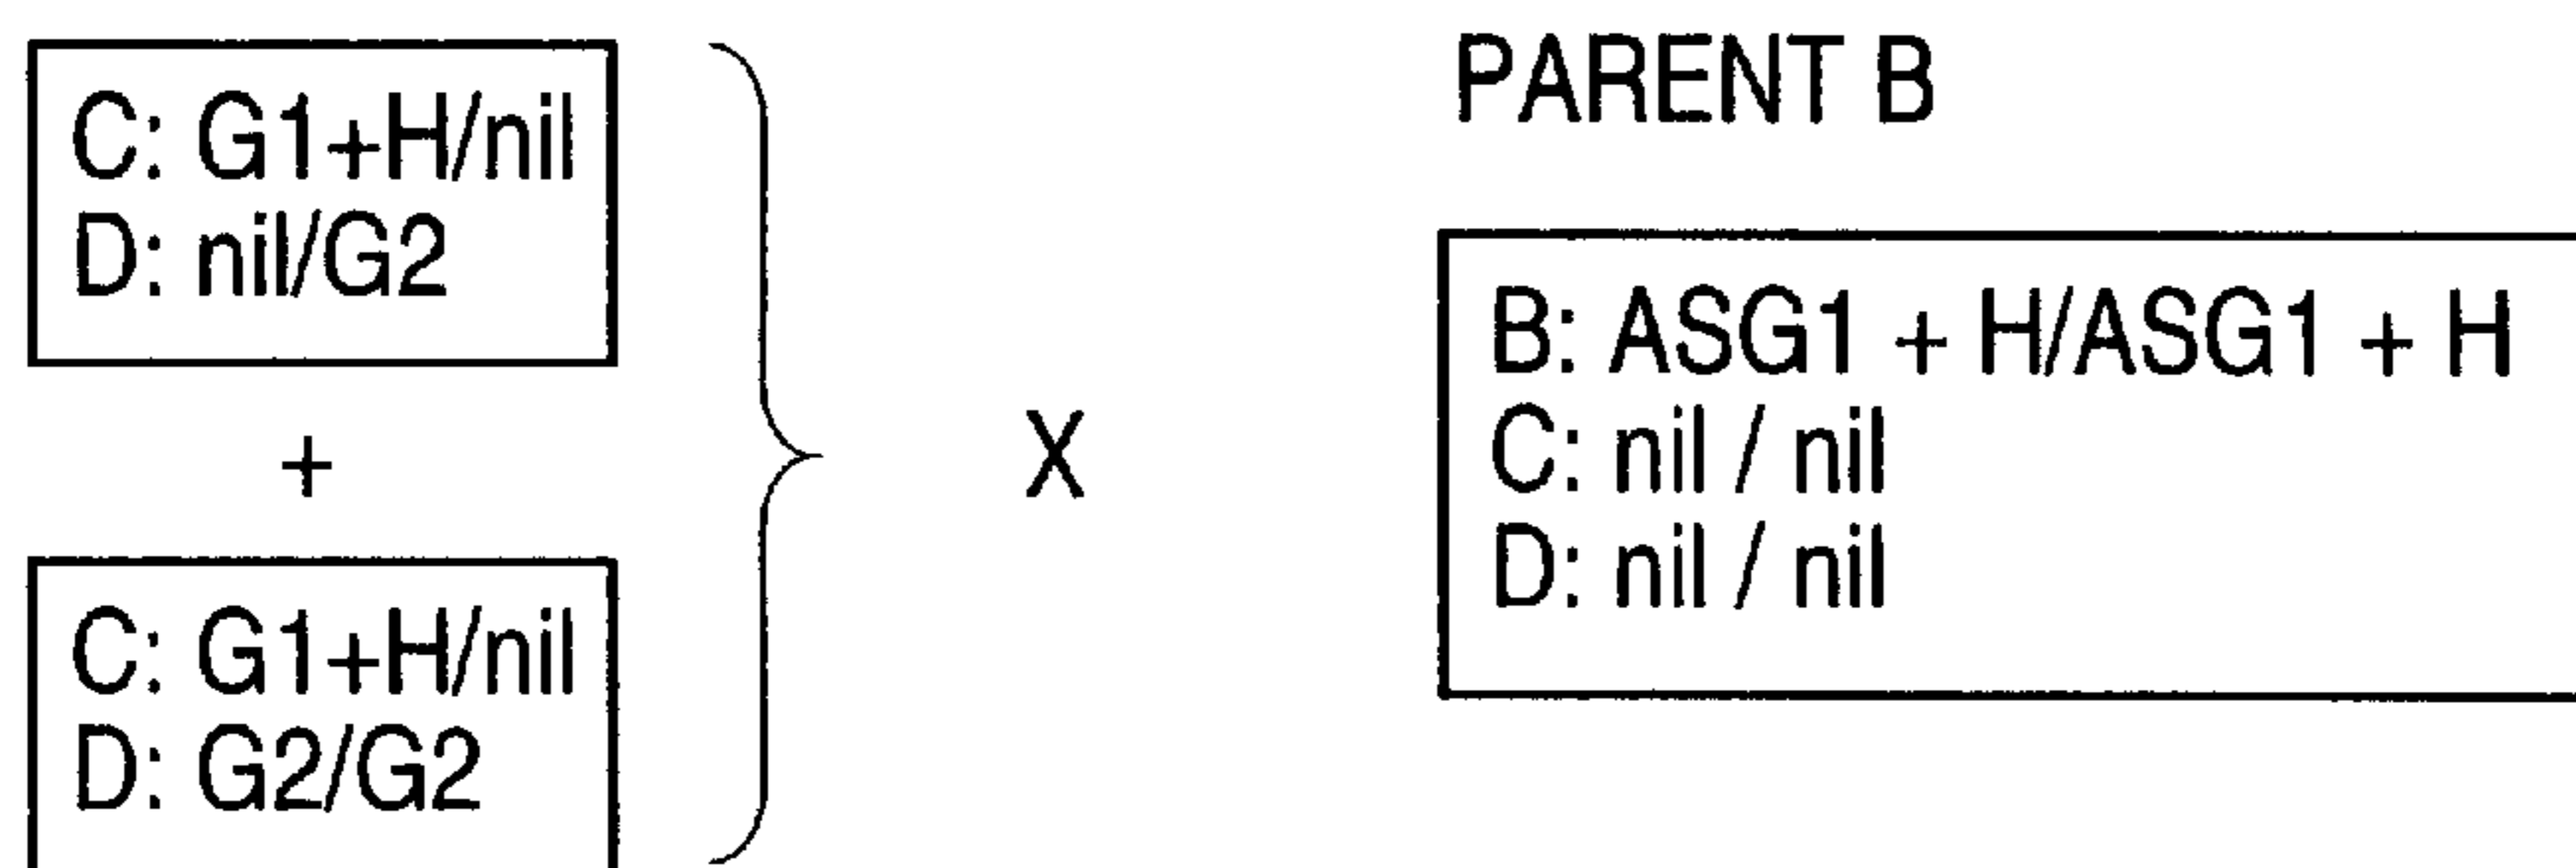 C: G1+H/nil
D: nil/G2
+
C: G1+H/nil
D: G2/G2
X
PARENT B
B: ASG1 + H/ASG1 + H
C: nil / nil
D: nil / nil